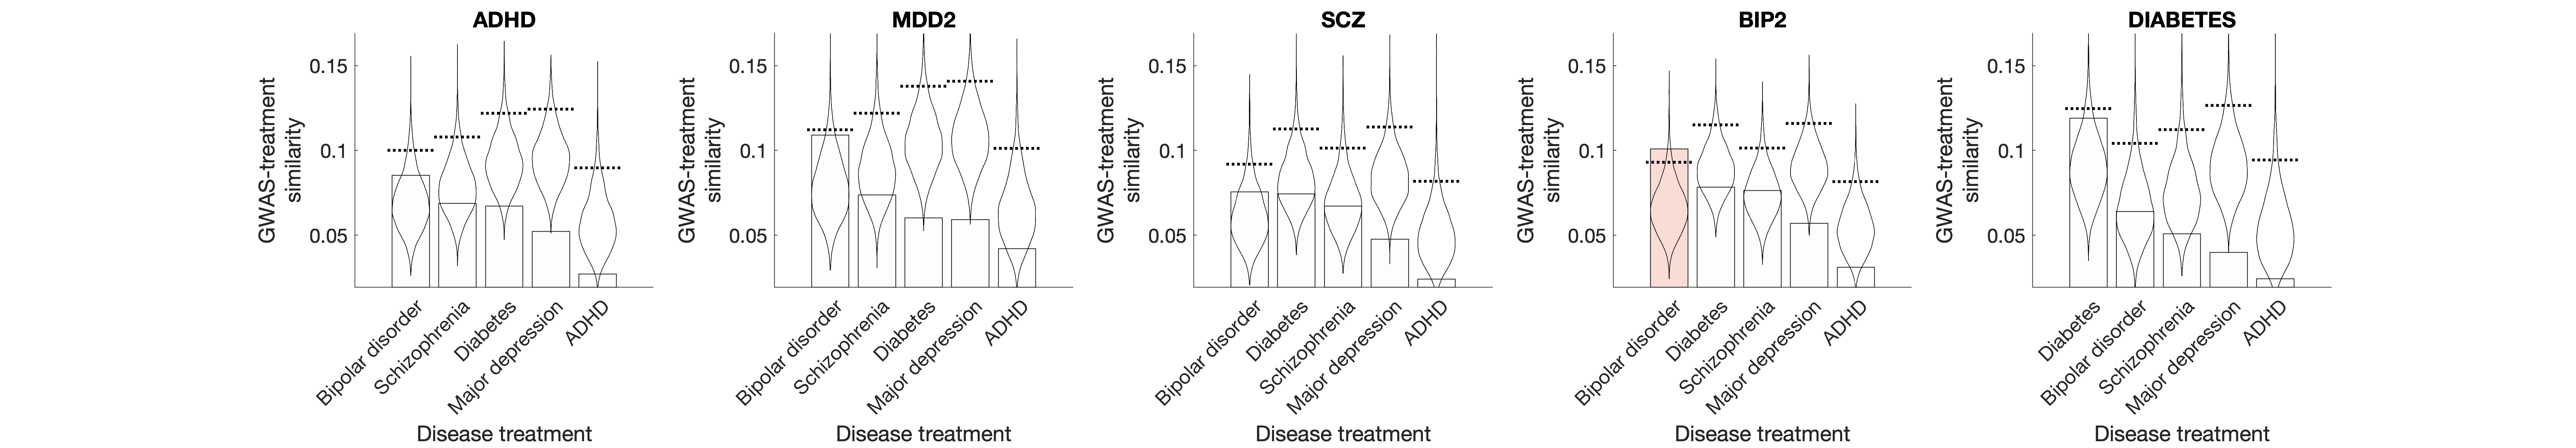 ADHD
GWAS-treatment
similarity
0.15
0.1
0.05
Bipolar disorder
Schizophrenia
Diabetes
Major depression
ADHD
Disease treatment
MDD2
GWAS-treatment
similarity
0.15
0.1
0.05
Bipolar disorder
Schizophrenia
Diabetes
Major depression
ADHD
Disease treatment
SCZ
GWAS-treatment
similarity
0.15
0.1
0.05
Bipolar disorder
Diabetes
Schizophrenia
Major depression
ADHD
Disease treatment
BIP2
GWAS-treatment
similarity
0.15
0.1
0.05
Bipolar disorder
Diabetes
Schizophrenia
Major depression
ADHD
Disease treatment
DIABETES
GWAS-treatment
similarity
0.15
0.1
0.05
Diabetes
Bipolar disorder
Schizophrenia
Major depression
ADHD
Disease treatment